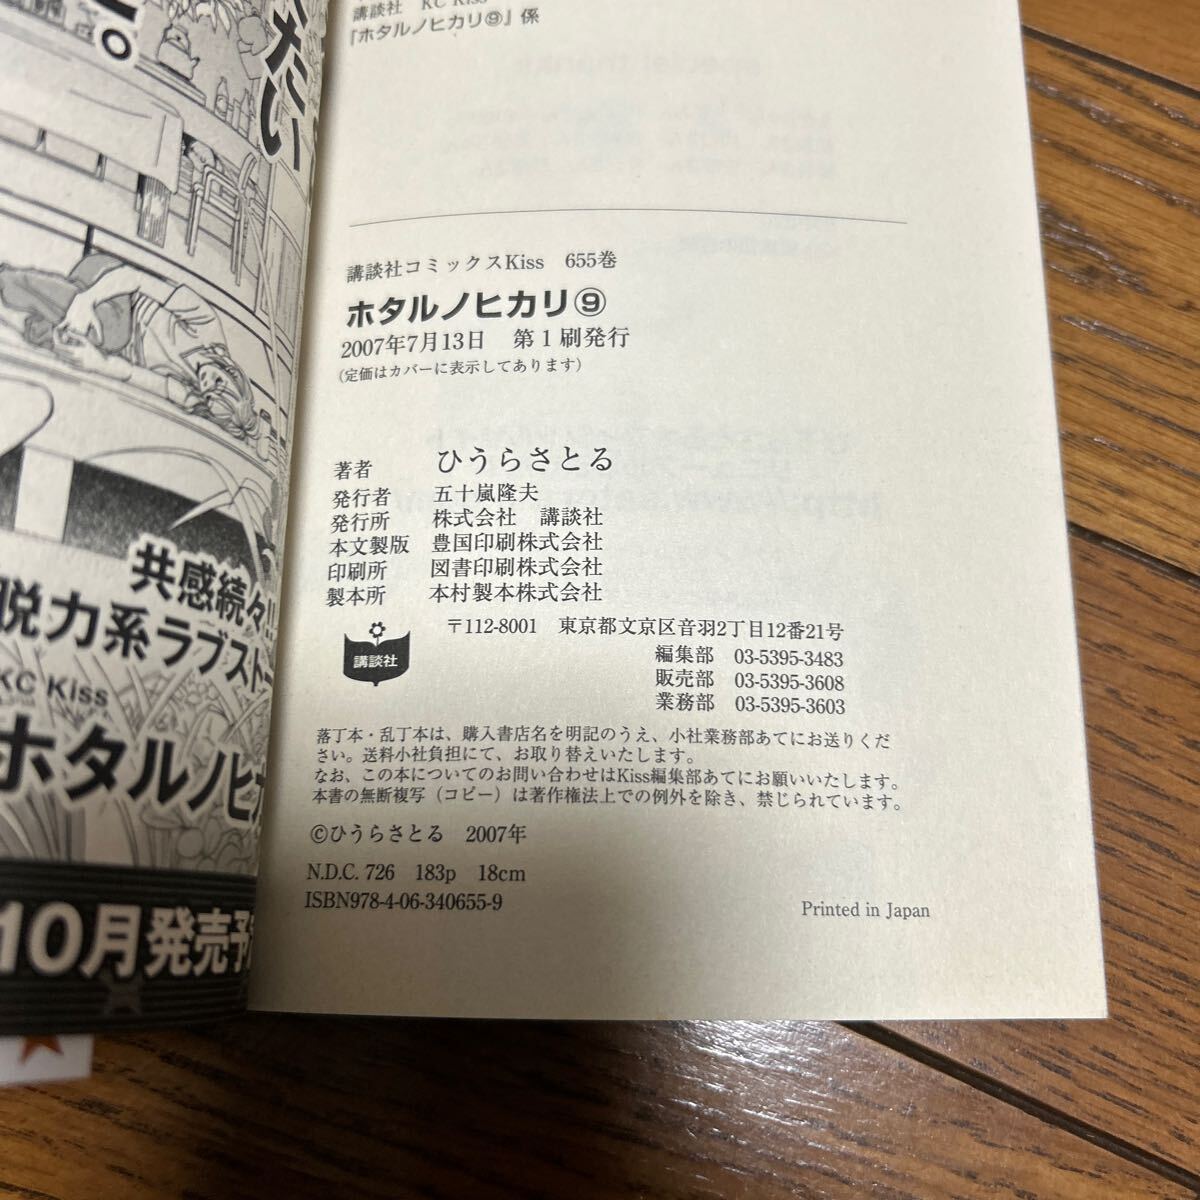 たい
こ。
共感続々!!
脱力系ラブストー
KC Kiss
ホタルノヒカ
10月発売予
講談社 KC Kiss
『ホタルノヒカリ⑨』係
講談社コミックスKiss 655巻
ホタルノヒカリ⑨
2007年7月13日 第1刷発行
(定価はカバーに表示してあります)
著者 ひうらさとる
発行者 五十嵐隆夫
発行所 株式会社 講談社
本文製版 豊国印刷株式会社
印刷所 図書印刷株式会社
製本所 本村製本株式会社
講談社
〒112-8001 東京都文京区音羽2丁目12番21号
編集部 03-5395-3483
販売部 03-5395-3608
業務部 03-5395-3603
落丁本・乱丁本は、購入書店名を明記のうえ、小社業務部あてにお送りくだ
さい。送料小社負担にて、お取り替えいたします。
なお、この本についてのお問い合わせはKiss編集部あてにお願いいたします。
本書の無断複写（コピー）は著作権法上での例外を除き、禁じられています。
©ひうらさとる 2007年
N.D.C. 726 183p 18cm
ISBN978-4-06-340655-9
Printed in Japan